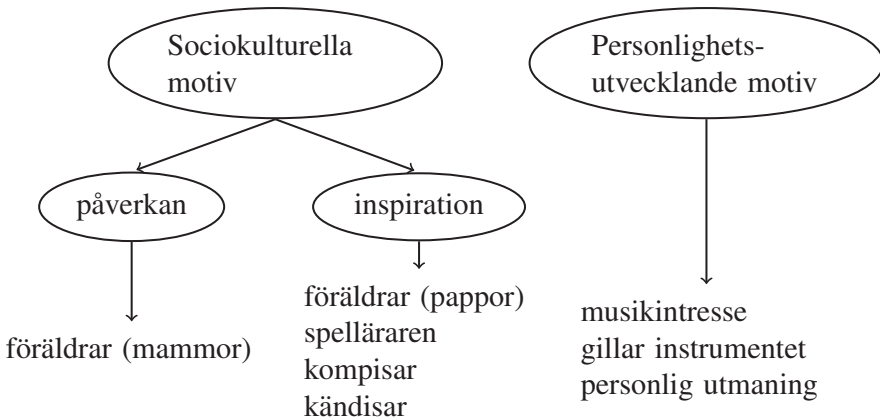 Sociokulturella
motiv
Personlighets-
utvecklande motiv
påverkan
inspiration
föräldrar (mammor)
föräldrar (pappor)
spelläraren
kompisar
kändisar
musikintresse
gillar instrumentet
personlig utmaning